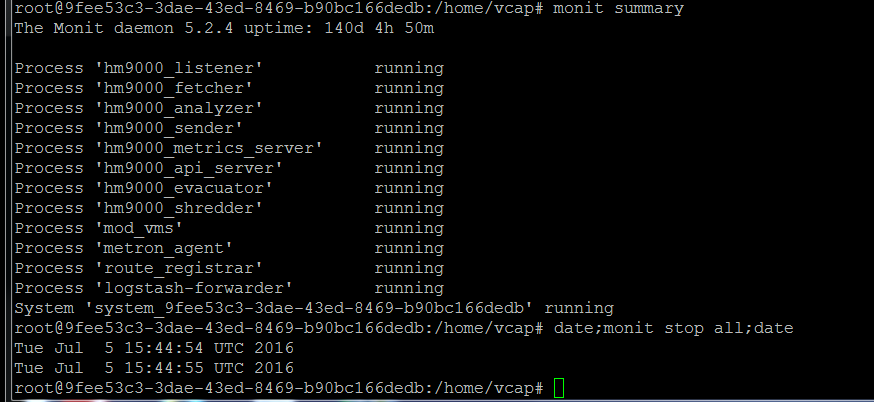 root@9fee53c3-3dae-43ed-8469-b90bc166dedb:/home/vcap# monit summary
The Monit daemon 5.2.4 uptime: 140d 4h 50m
Process 'hm9000_listener' running
Process 'hm9000_fetcher' running
Process 'hm9000_analyzer' running
Process 'hm9000_sender' running
Process 'hm9000_metrics_server' running
Process 'hm9000_api_server' running
Process 'hm9000_evacuator' running
Process 'hm9000_shredder' running
Process 'mod_vms' running
Process 'metron_agent' running
Process 'route_registrar' running
Process 'logstash-forwarder' running
System 'system_9fee53c3-3dae-43ed-8469-b90bc166dedb' running
root@9fee53c3-3dae-43ed-8469-b90bc166dedb:/home/vcap# date;monit stop all;date
Tue Jul  5 15:44:54 UTC 2016
Tue Jul  5 15:44:55 UTC 2016
root@9fee53c3-3dae-43ed-8469-b90bc166dedb:/home/vcap#